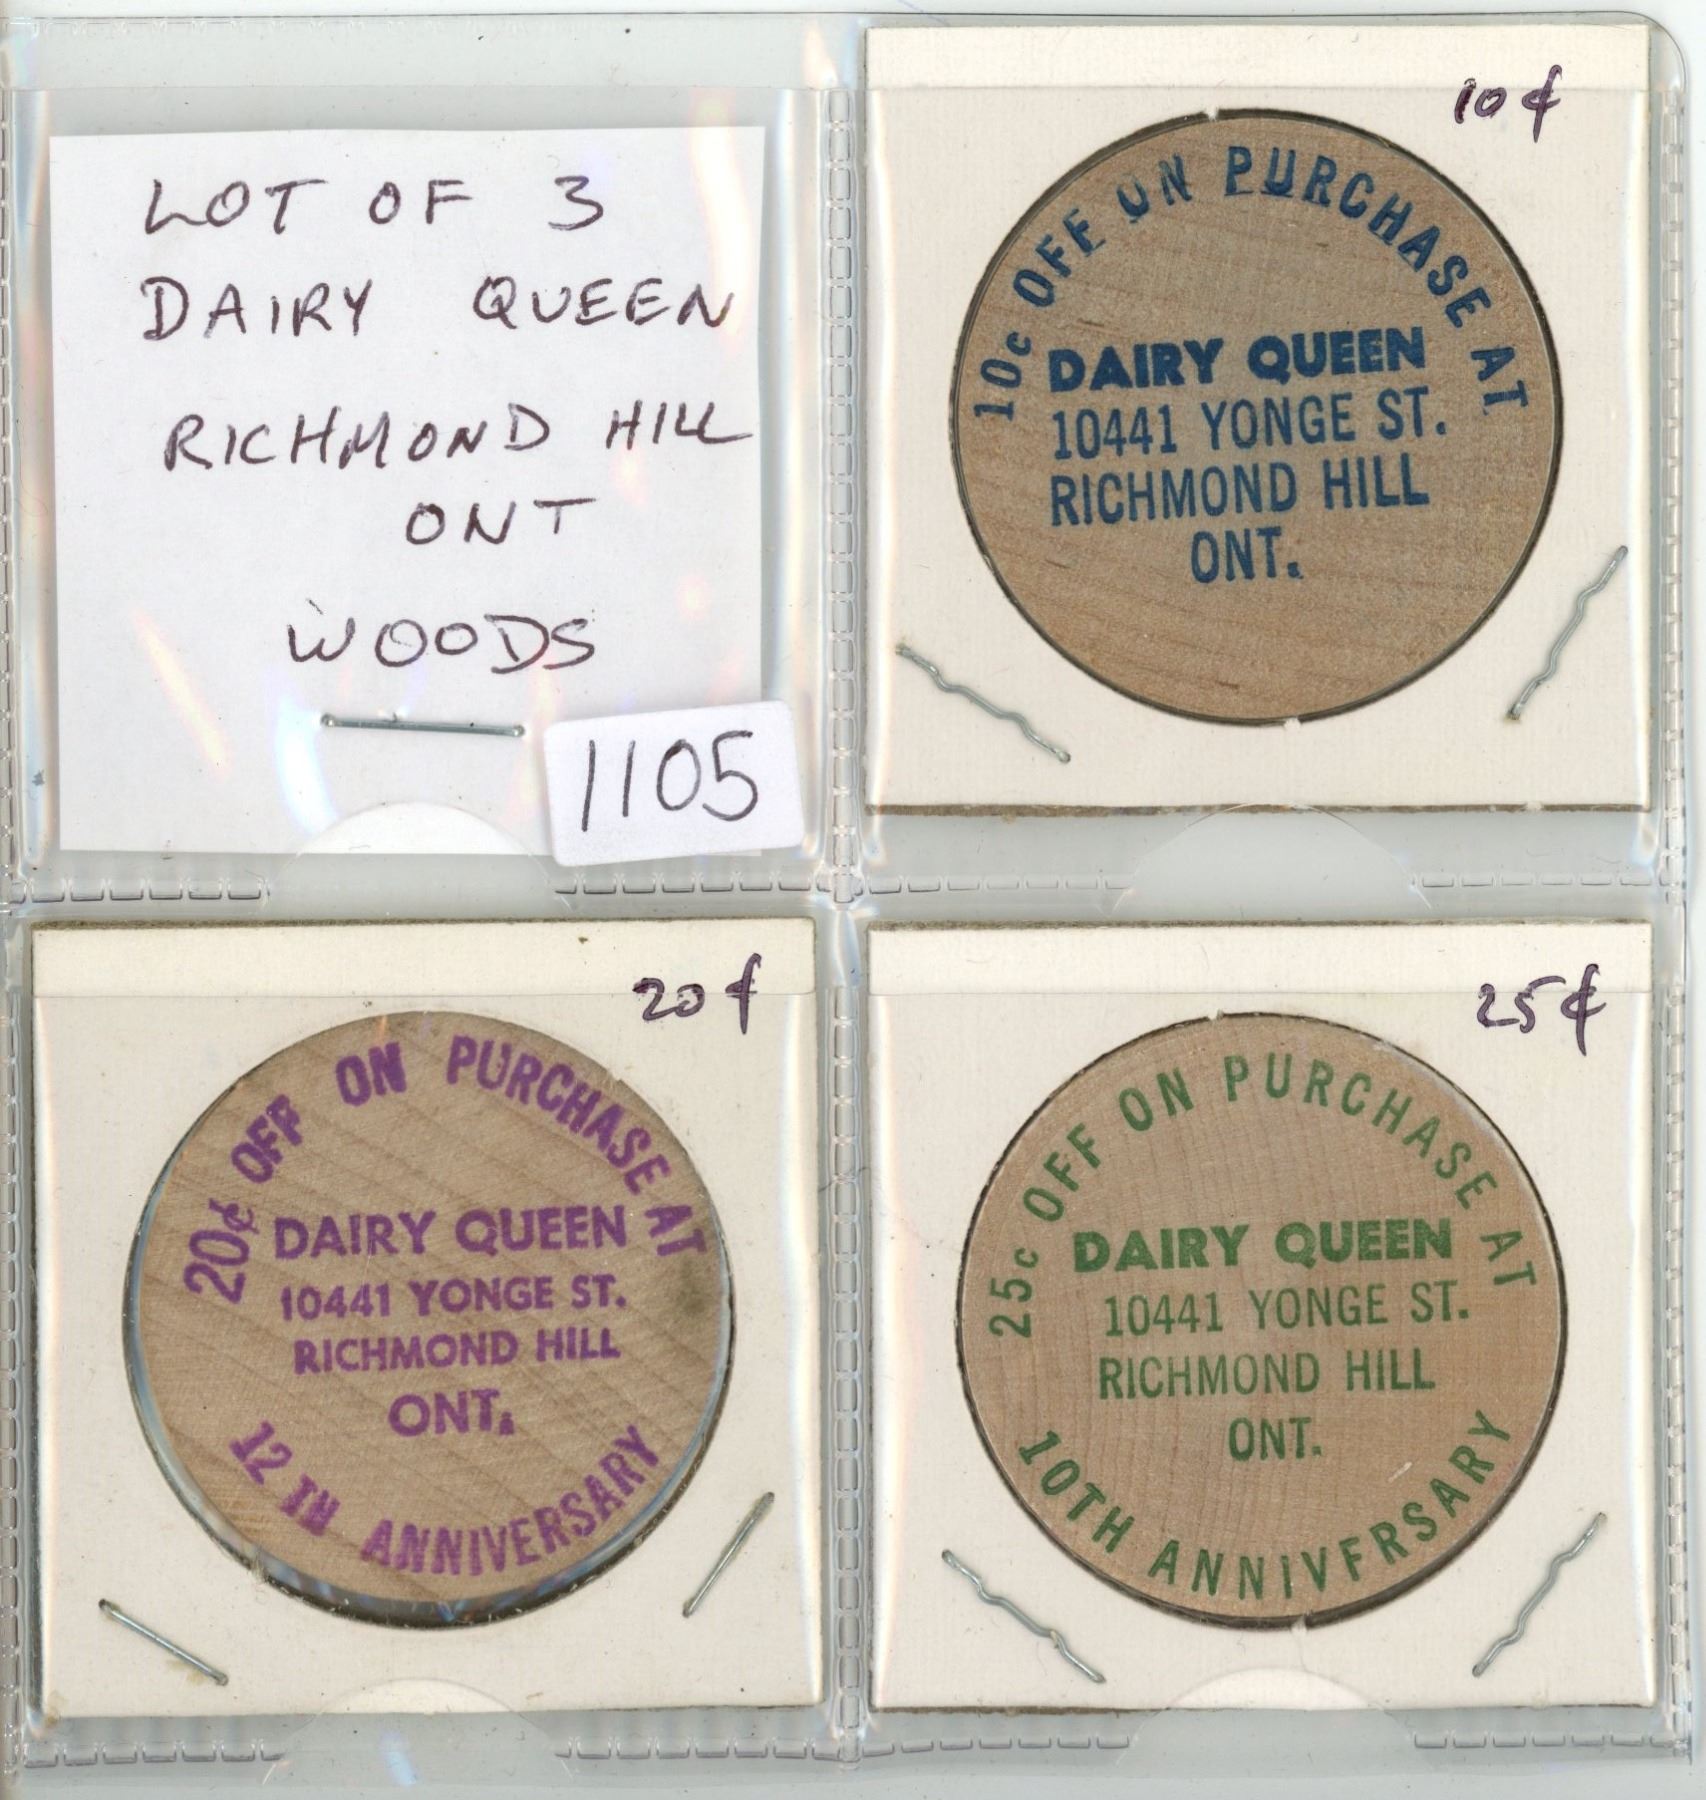 LOT OF 3
DAIRY QUEEN
RICHMOND HILL
ONT
WOODS
1105
10¢
10c OFF ON PURCHASE AT
DAIRY QUEEN
10441 YONGE ST.
RICHMOND HILL
ONT.
20¢
20¢ OFF ON PURCHASE AT
DAIRY QUEEN
10441 YONGE ST.
RICHMOND HILL
ONT.
12 TH ANNIVERSARY
25¢
25c OFF ON PURCHASE AT
DAIRY QUEEN
10441 YONGE ST.
RICHMOND HILL
ONT.
10TH ANNIVERSARY